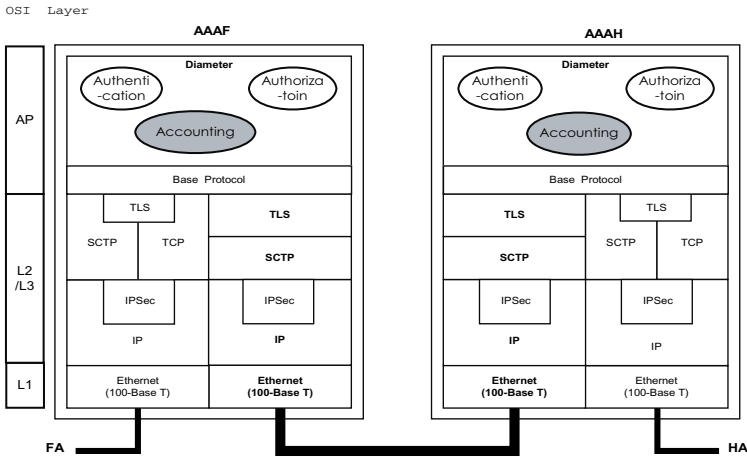 OSI Layer
AAAF
AAAH
AP
Diameter
Authenti
-cation
Authoriza
-toin
Accounting
Base Protocol
Diameter
Authenti
-cation
Authoriza
-toin
Accounting
Base Protocol
L2
/L3
TLS
SCTP
TCP
TLS
SCTP
IPSec
IP
IPSec
IP
TLS
SCTP
TLS
SCTP
TCP
IPSec
IP
IPSec
IP
L1
Ethernet
(100-Base T)
Ethernet
(100-Base T)
Ethernet
(100-Base T)
Ethernet
(100-Base T)
FA
HA